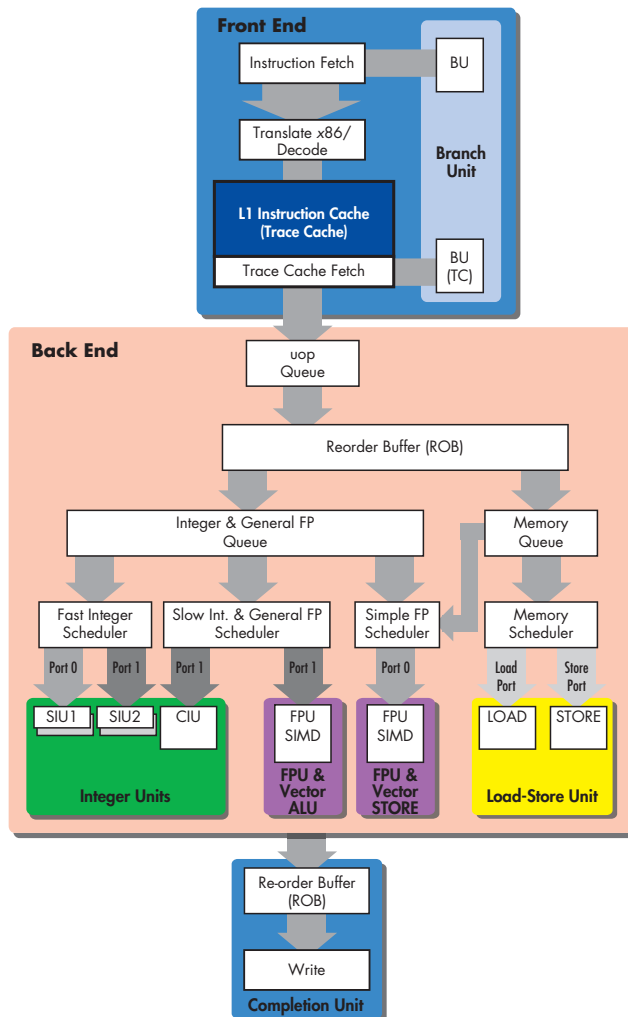 Front End
Instruction Fetch
BU
Translate x86/
Decode
Branch
Unit
L1 Instruction Cache
(Trace Cache)
Trace Cache Fetch
BU
(TC)
Back End
uop
Queue
Reorder Buffer (ROB)
Integer & General FP
Queue
Memory
Queue
Fast Integer
Scheduler
Slow Int. & General FP
Scheduler
Simple FP
Scheduler
Memory
Scheduler
Port 0
Port 1
Port 1
Port 1
Port 0
Load
Port
Store
Port
SIU1
SIU2
CIU
FPU
SIMD
FPU
SIMD
LOAD
STORE
Integer Units
FPU &
Vector
ALU
FPU &
Vector
STORE
Load-Store Unit
Re-order Buffer
(ROB)
Write
Completion Unit